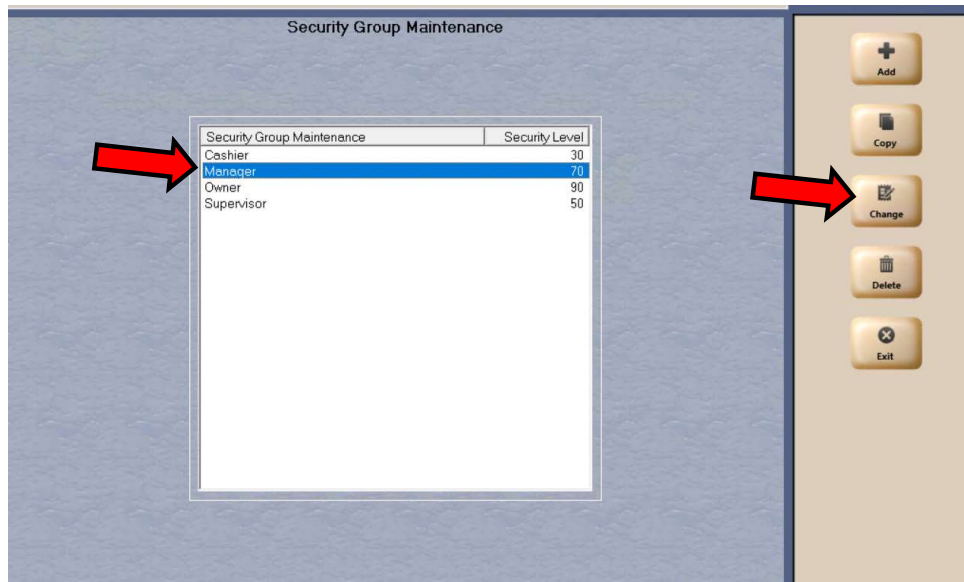 Security Group Maintenance
Security Group Maintenance Security Level
Cashier 30
Manager 70
Owner 90
Supervisor 50
Add
Copy
Change
Delete
Exit